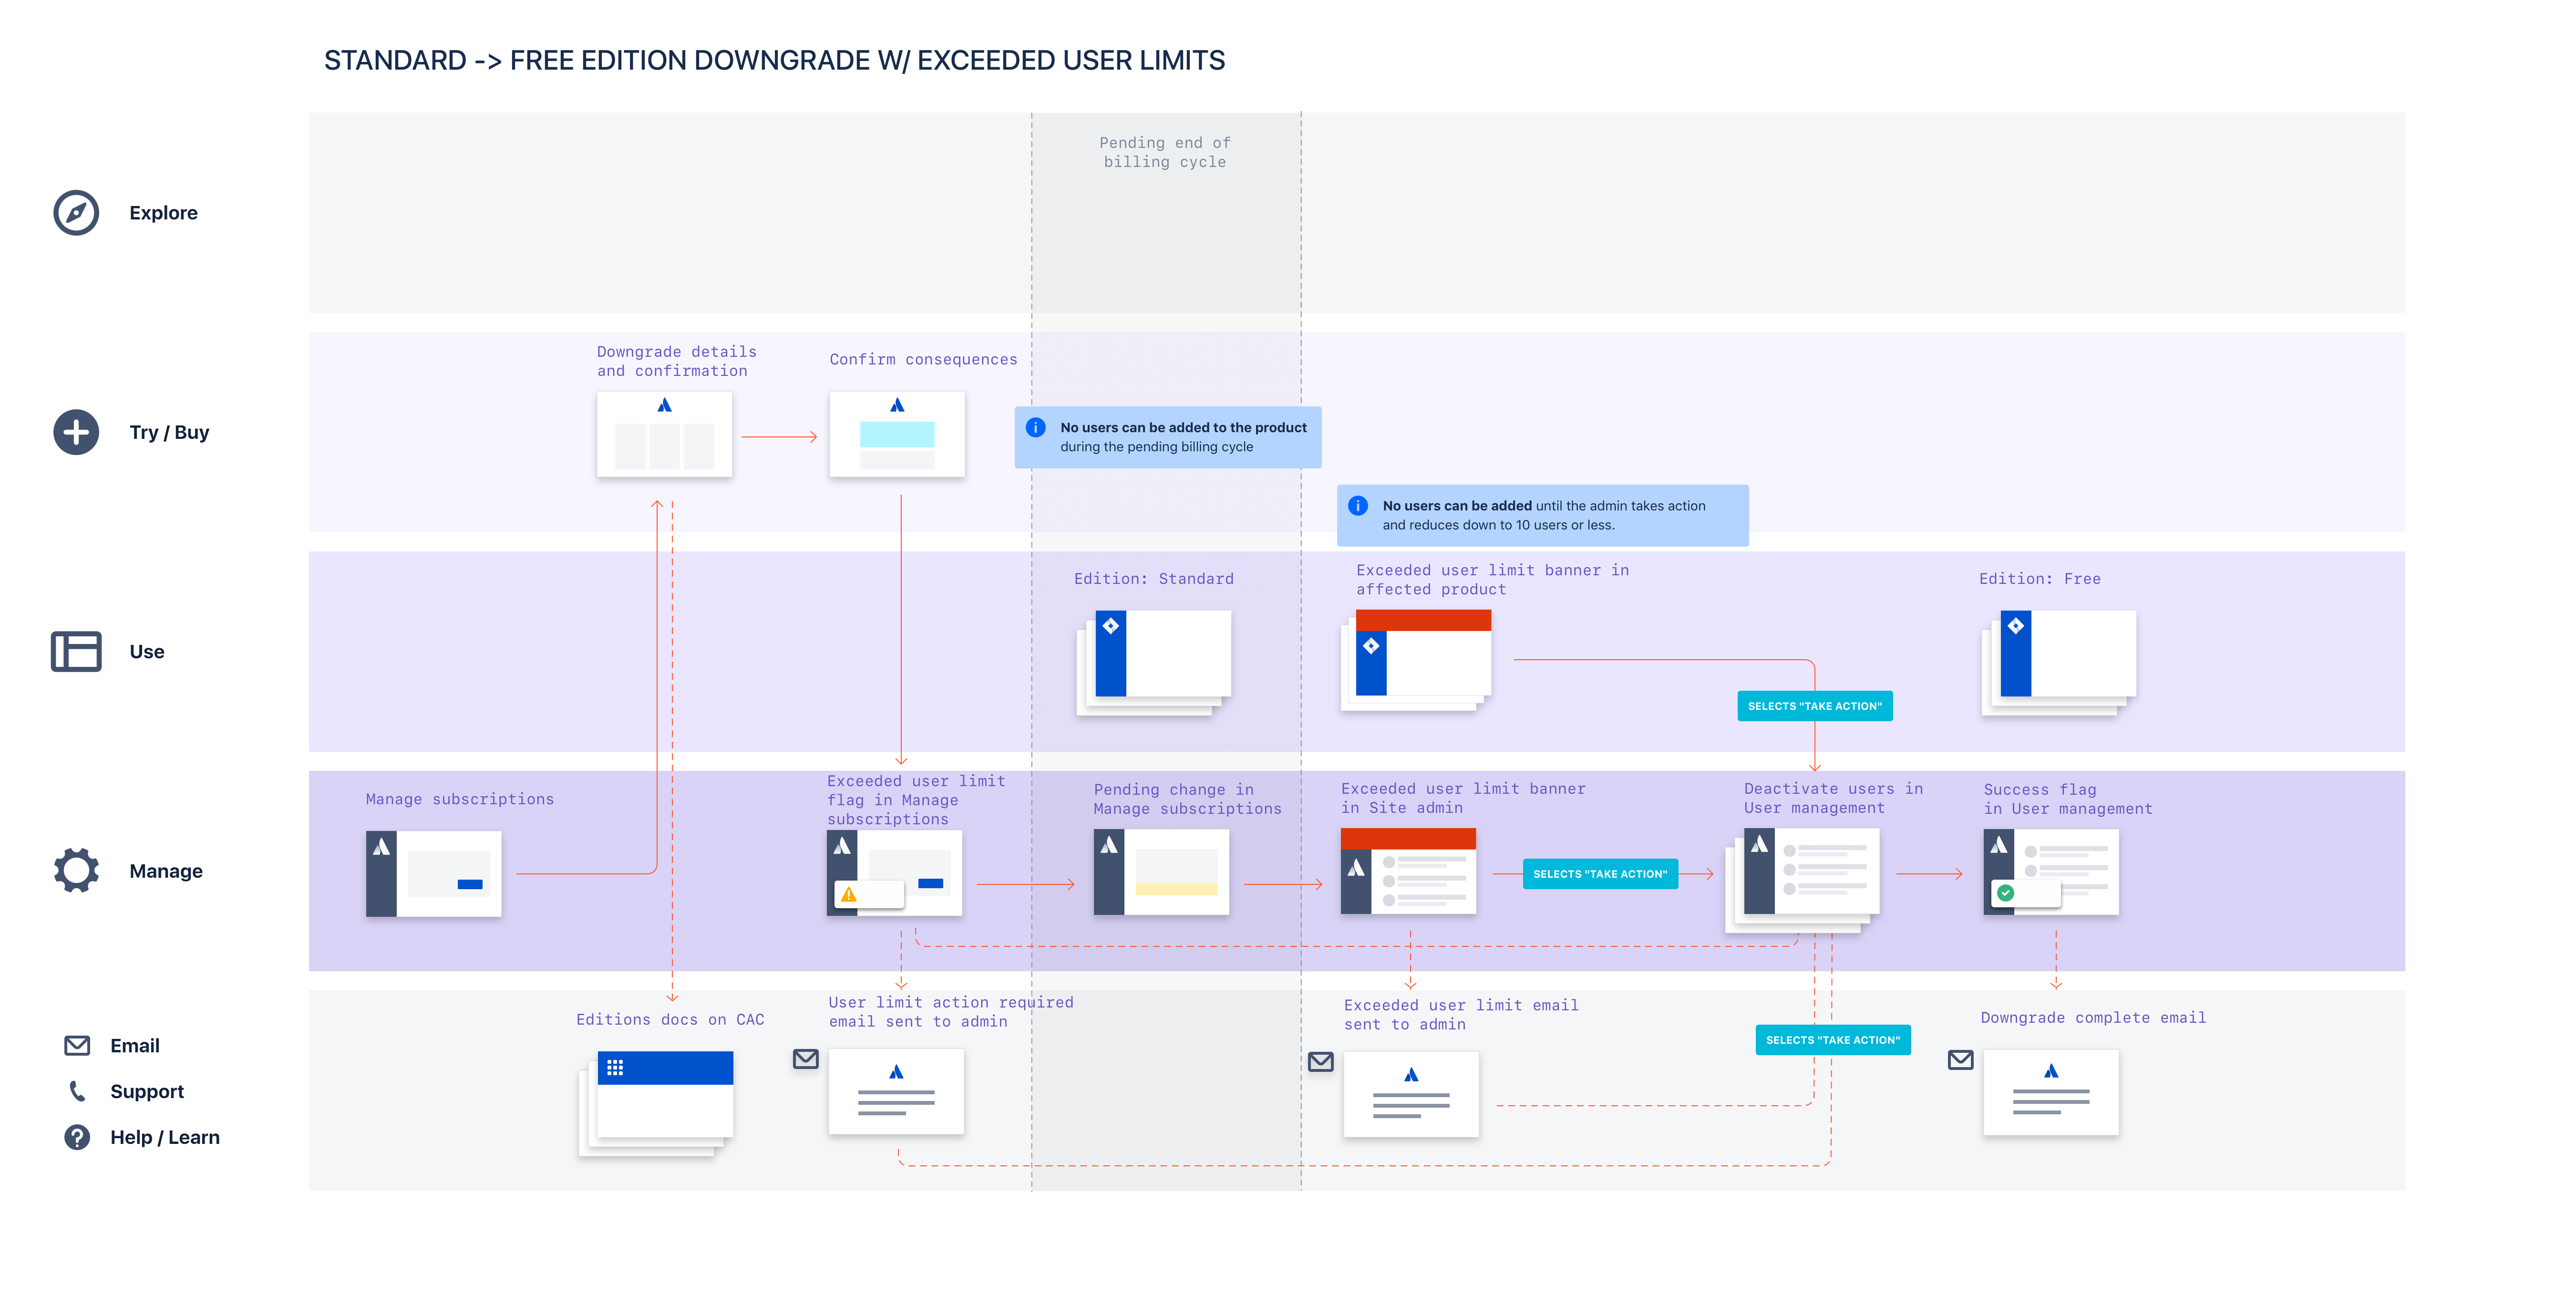 STANDARD -> FREE EDITION DOWNGRADE W/ EXCEEDED USER LIMITS
Pending end of
billing cycle
Explore
Try / Buy
Downgrade details
and confirmation
Confirm consequences
No users can be added to the product
during the pending billing cycle
No users can be added until the admin takes action
and reduces down to 10 users or less.
Use
Edition: Standard
Exceeded user limit banner in
affected product
SELECTS "TAKE ACTION"
Edition: Free
Manage
Manage subscriptions
Exceeded user limit
flag in Manage
subscriptions
Pending change in
Manage subscriptions
Exceeded user limit banner
in Site admin
SELECTS "TAKE ACTION"
Deactivate users in
User management
Success flag
in User management
Email
Support
Help / Learn
Editions docs on CAC
User limit action required
email sent to admin
Exceeded user limit email
sent to admin
SELECTS "TAKE ACTION"
Downgrade complete email